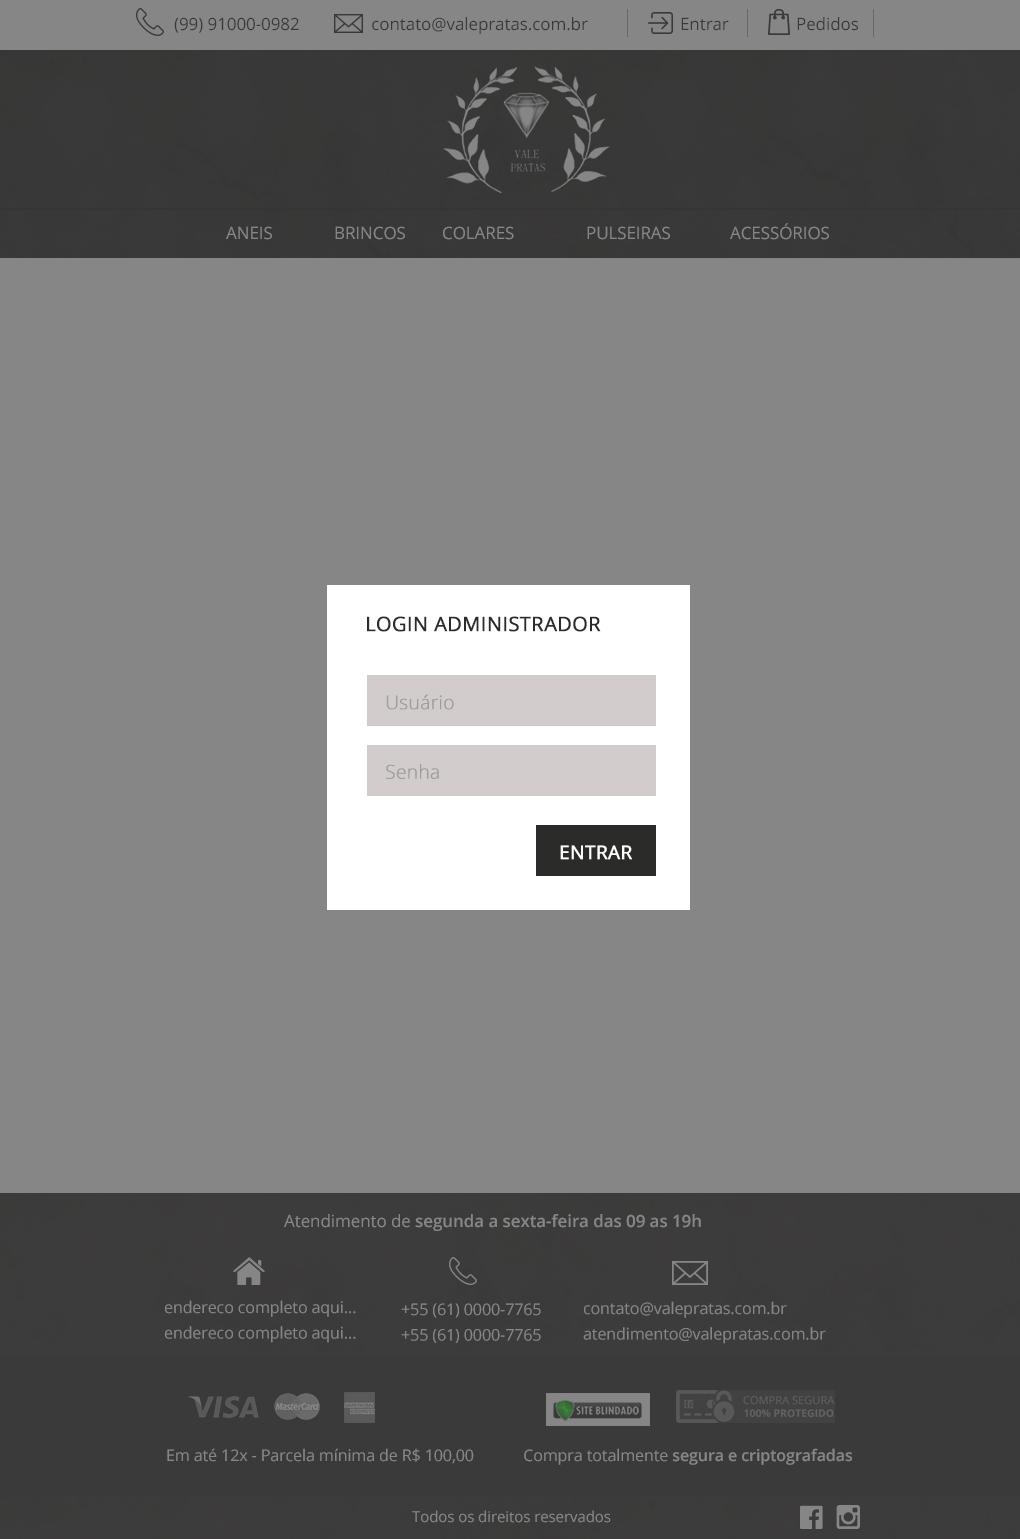 (99) 91000-0982
contato@valepratas.com.br
Entrar
Pedidos
VALE
PRATAS
ANEIS BRINCOS COLARES PULSEIRAS ACESSÓRIOS
LOGIN ADMINISTRADOR
Usuário
Senha
ENTRAR
Atendimento de segunda a sexta-feira das 09 as 19h
endereco completo aqui...
endereco completo aqui...
+55 (61) 0000-7765
+55 (61) 0000-7765
contato@valepratas.com.br
atendimento@valepratas.com.br
VISA
MasterCard
SITE BLINDADO
COMPRA SEGURA
100% PROTEGIDO
Em até 12x - Parcela mínima de R$ 100,00
Compra totalmente segura e criptografadas
Todos os direitos reservados